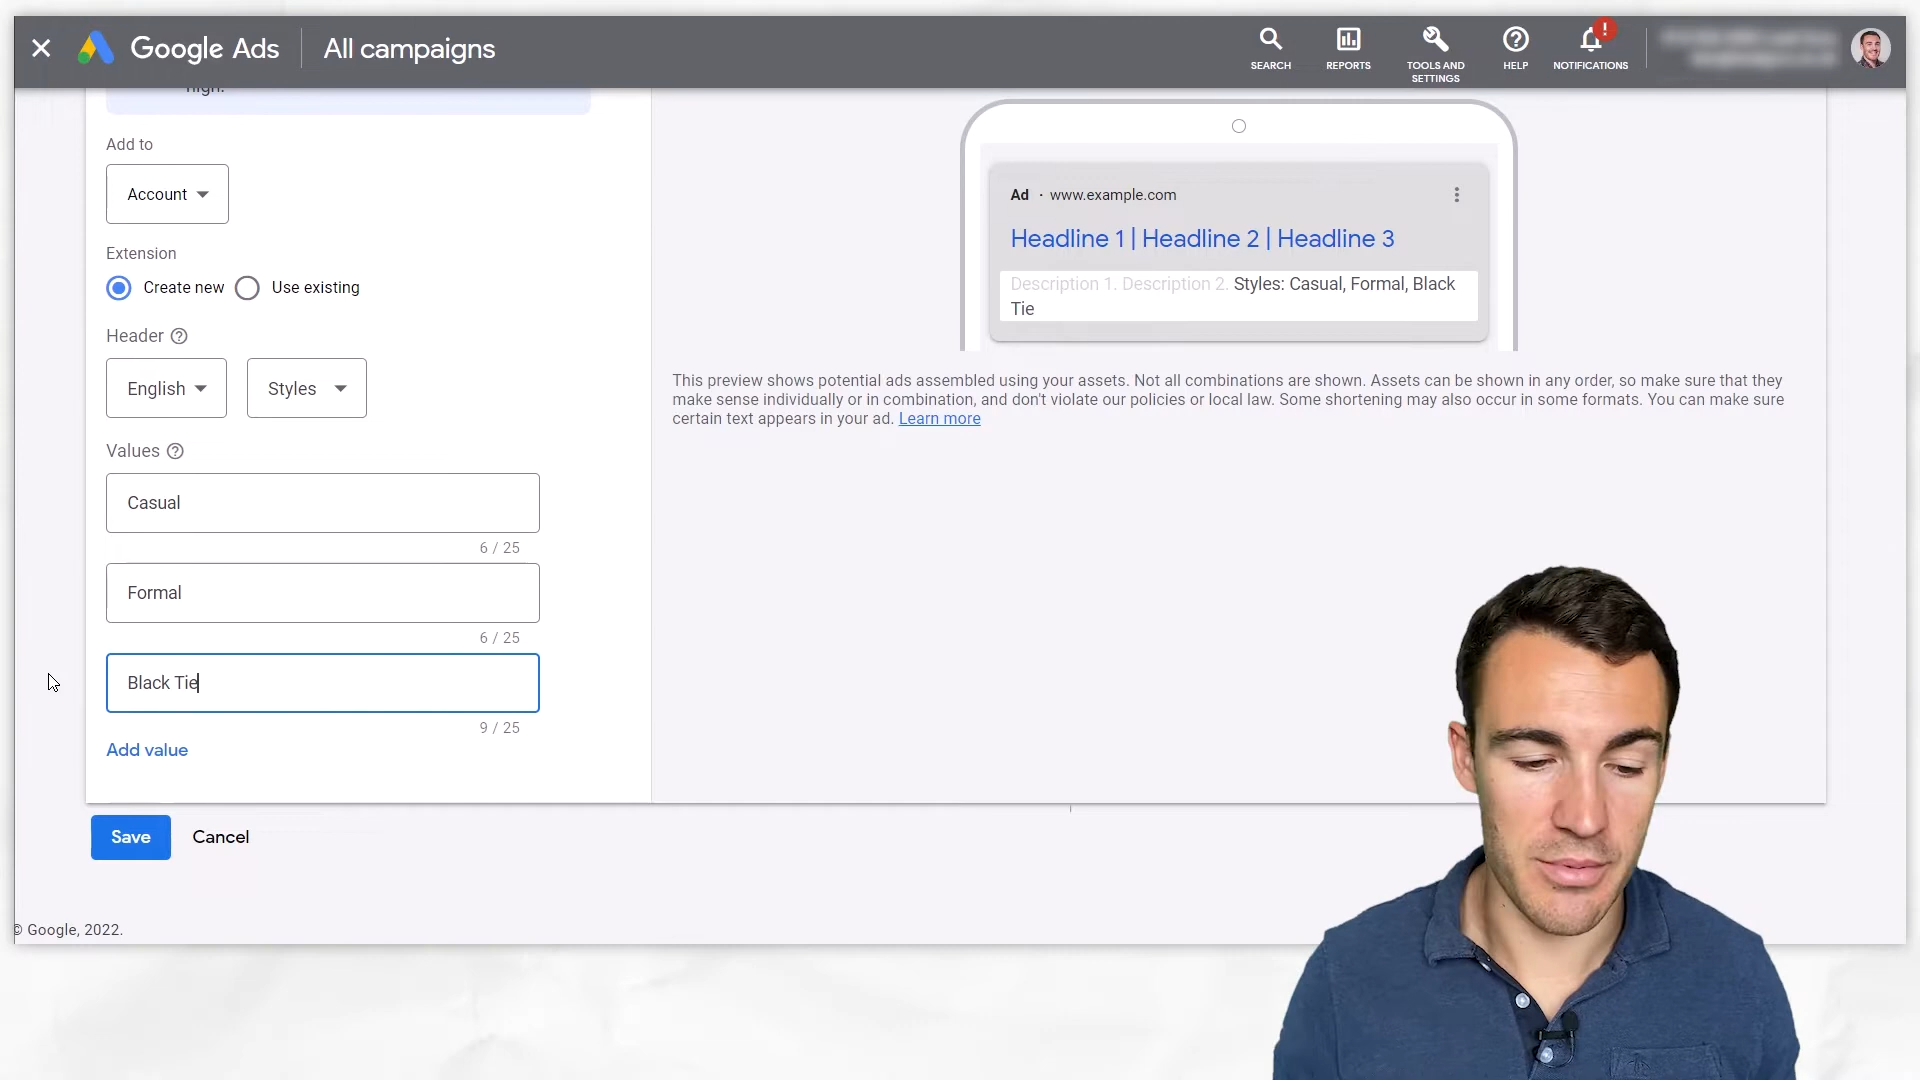 Google Ads
All campaigns
SEARCH
REPORTS
TOOLS AND
SETTINGS
HELP
!
NOTIFICATIONS
high.
Add to
Account
Extension
Create new
Use existing
Header
English
Styles
Values
Casual
6 / 25
Formal
6 / 25
Black Tie
9 / 25
Add value
Save
Cancel
© Google, 2022.
Ad · www.example.com
Headline 1 | Headline 2 | Headline 3
Description 1. Description 2. Styles: Casual, Formal, Black
Tie
This preview shows potential ads assembled using your assets. Not all combinations are shown. Assets can be shown in any order, so make sure that they
make sense individually or in combination, and don't violate our policies or local law. Some shortening may also occur in some formats. You can make sure
certain text appears in your ad. Learn more